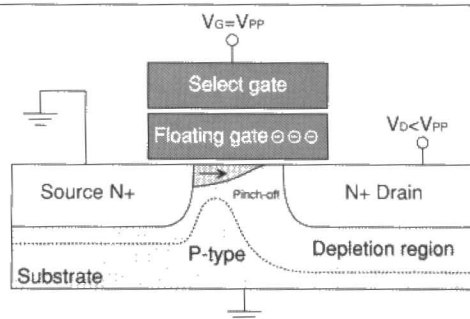 VG=VPP
Select gate
Floating gate ⊖⊖⊖
VD<VPP
Source N+
Pinch-off
N+ Drain
P-type
Depletion region
Substrate